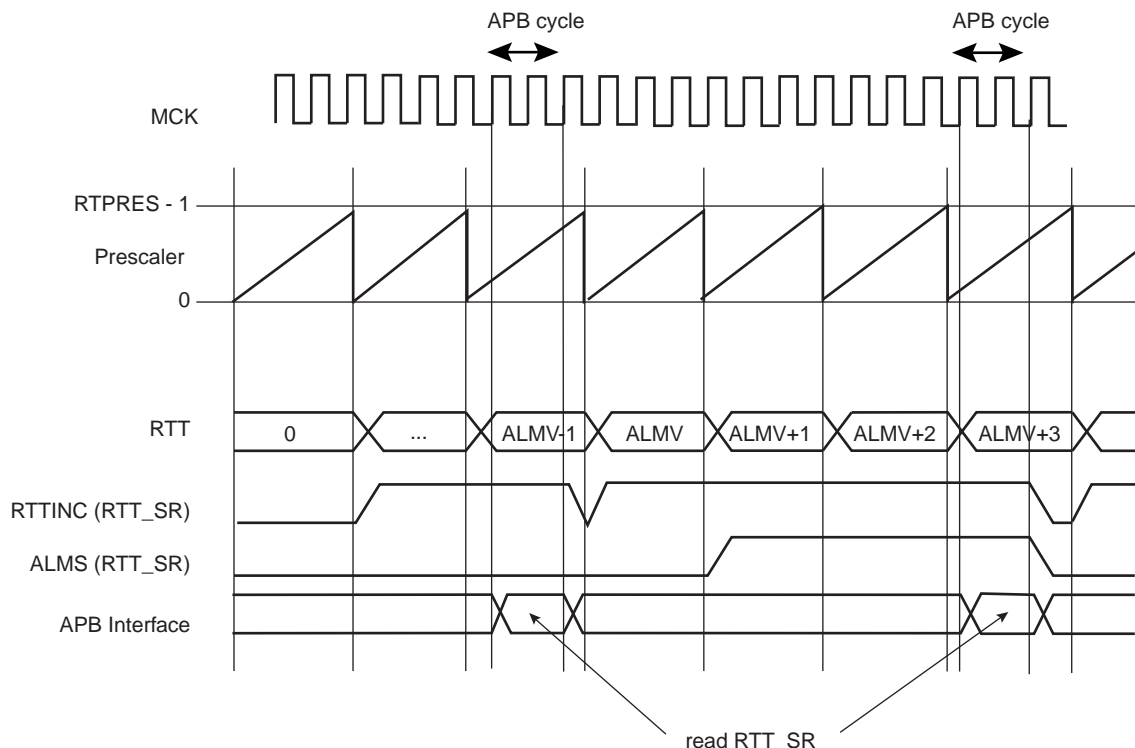 APB cycle
APB cycle
MCK
RTPRES - 1
Prescaler
0
RTT
0
...
ALMV-1
ALMV
ALMV+1
ALMV+2
ALMV+3
RTTINC (RTT_SR)
ALMS (RTT_SR)
APB Interface
read RTT_SR